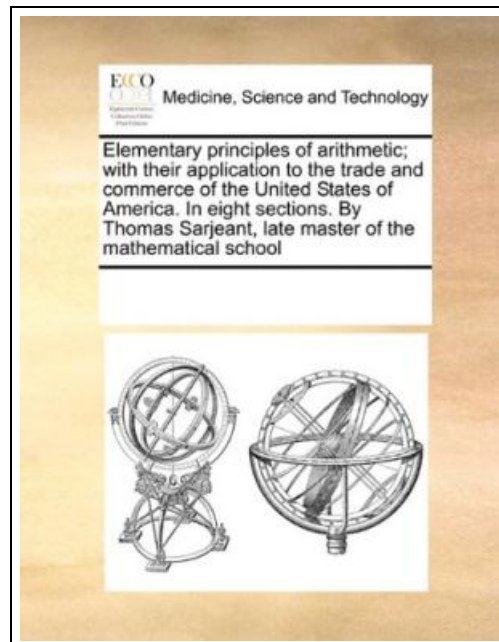 ECCO
Medicine, Science and Technology
Elementary principles of arithmetic;
with their application to the trade and
commerce of the United States of
America. In eight sections. By
Thomas Sarjeant, late master of the
mathematical school